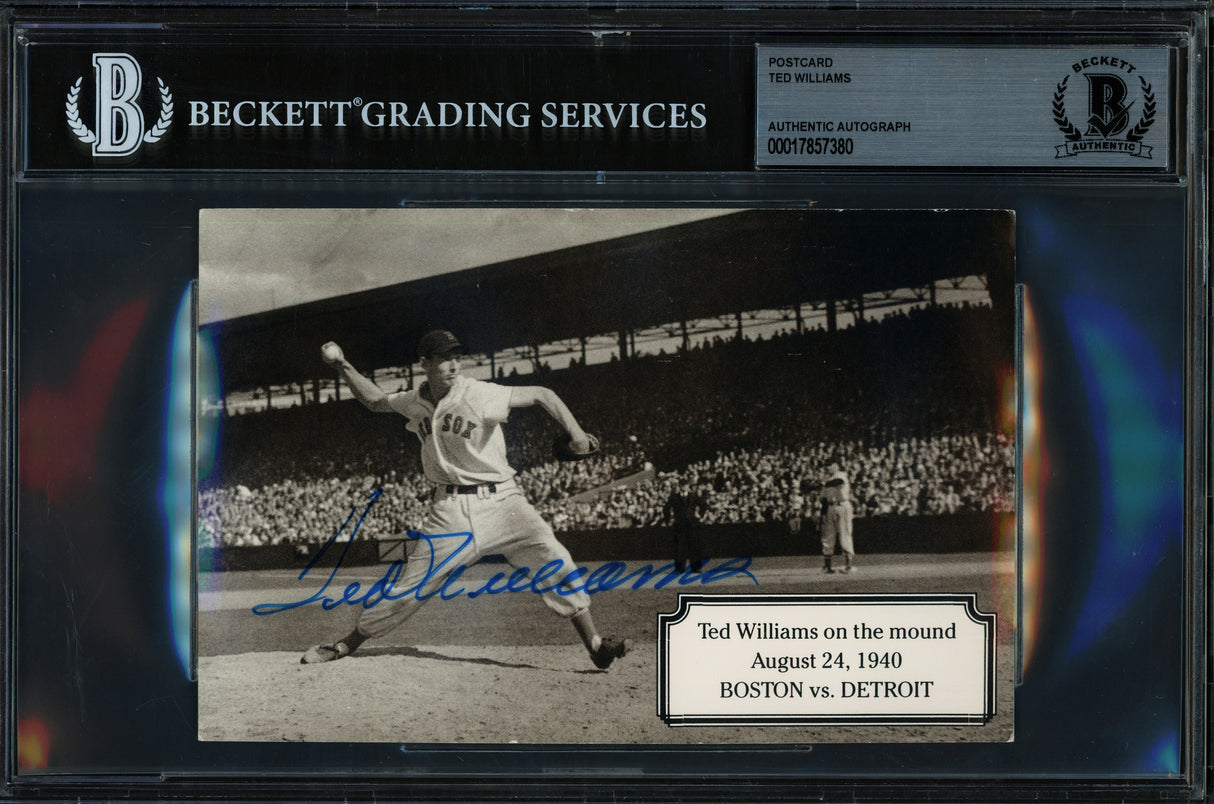 B
BECKETT® GRADING SERVICES
POSTCARD
TED WILLIAMS
AUTHENTIC AUTOGRAPH
00017857380
BECKETT
B
AUTHENTIC
SOX
Ted Williams
Ted Williams on the mound
August 24, 1940
BOSTON vs. DETROIT